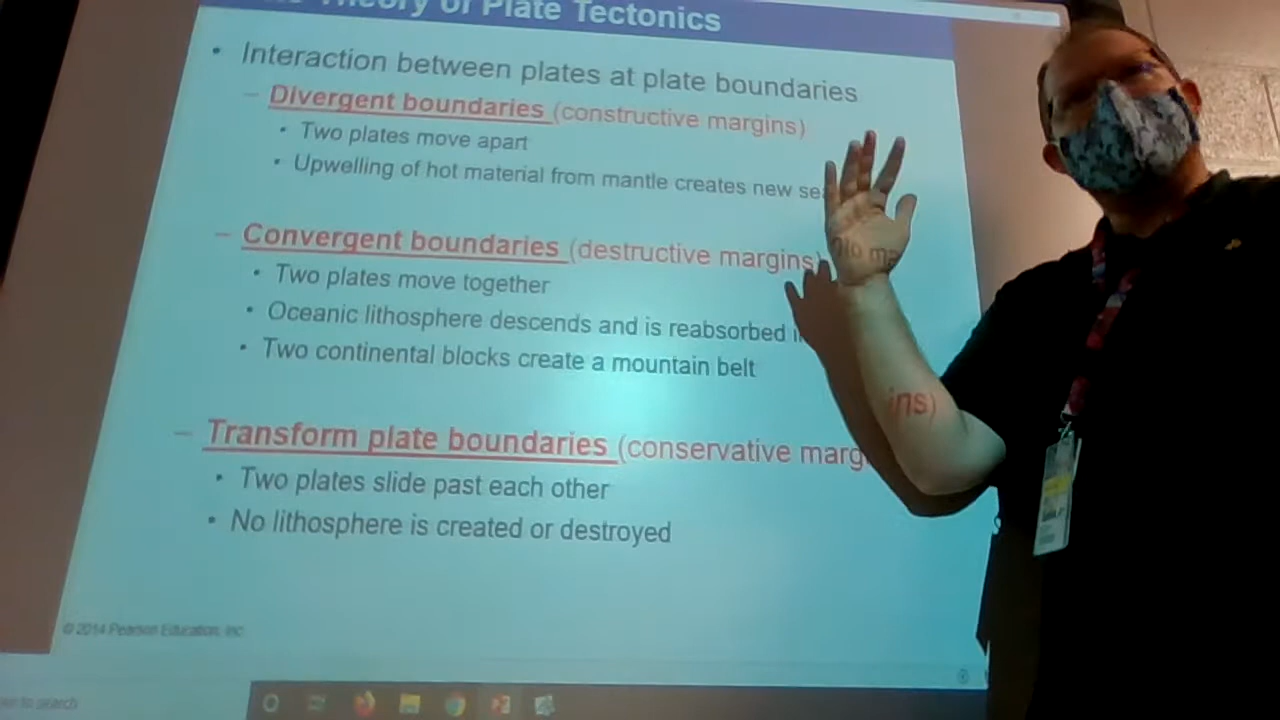 Theory of Plate Tectonics
• Interaction between plates at plate boundaries
– Divergent boundaries (constructive margins)
• Two plates move apart
• Upwelling of hot material from mantle creates new
– Convergent boundaries (destructive margins)
• Two plates move together
• Oceanic lithosphere descends and is reabsorbed
• Two continental blocks create a mountain belt
– Transform plate boundaries (conservative
• Two plates slide past each other
• No lithosphere is created or destroyed
© 2014 Pearson Education, Inc.
to search